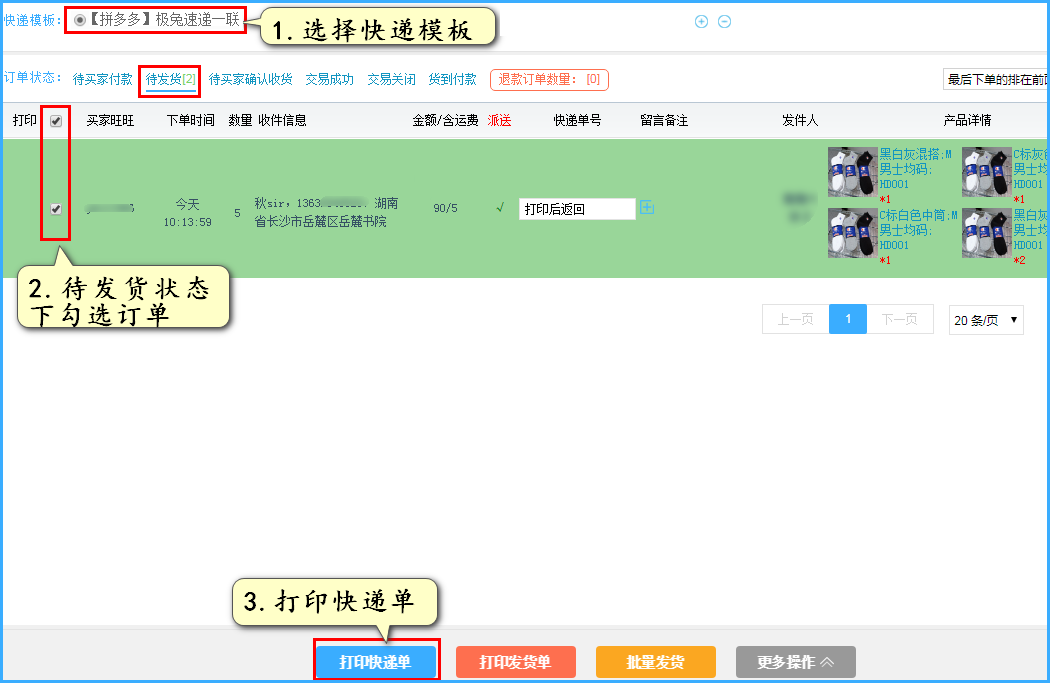 快递模板: 【拼多多】极兔速递一联
1.选择快递模板
订单状态: 待买家付款 待发货[2] 待买家确认收货 交易成功 交易关闭 货到付款 退款订单数量: [0] 最后下单的排在前面
打印 买家旺旺 下单时间 数量 收件信息 金额/含运费 派送 快递单号 留言备注 发件人 产品详情
今天
10:13:59
5
秋sir，1363 湖南
省长沙市岳麓区岳麓书院
90/5 √ 打印后返回
黑白灰混搭;M
男士均码;
HD001
*1
C标灰色
男士均
HD001
*1
C标白色中筒;M
男士均码;
HD001
*1
黑白灰
男士均
HD001
*2
2.待发货状态
下勾选订单
上一页 1 下一页 20 条/页
3.打印快递单
打印快递单 打印发货单 批量发货 更多操作